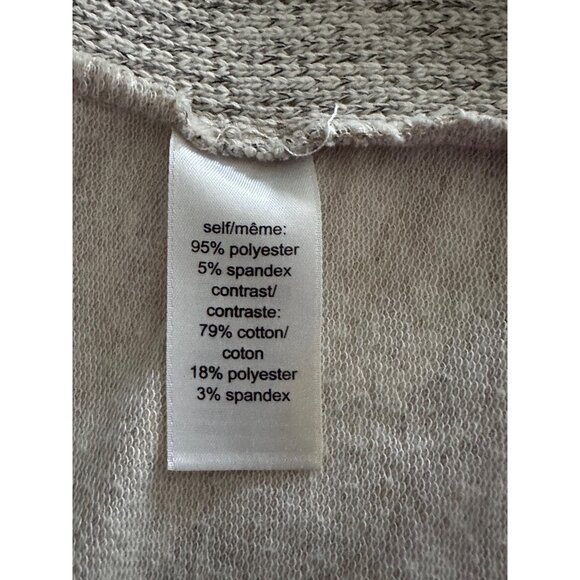 self/même:
95% polyester
5% spandex
contrast/
contraste:
79% cotton/
coton
18% polyester
3% spandex